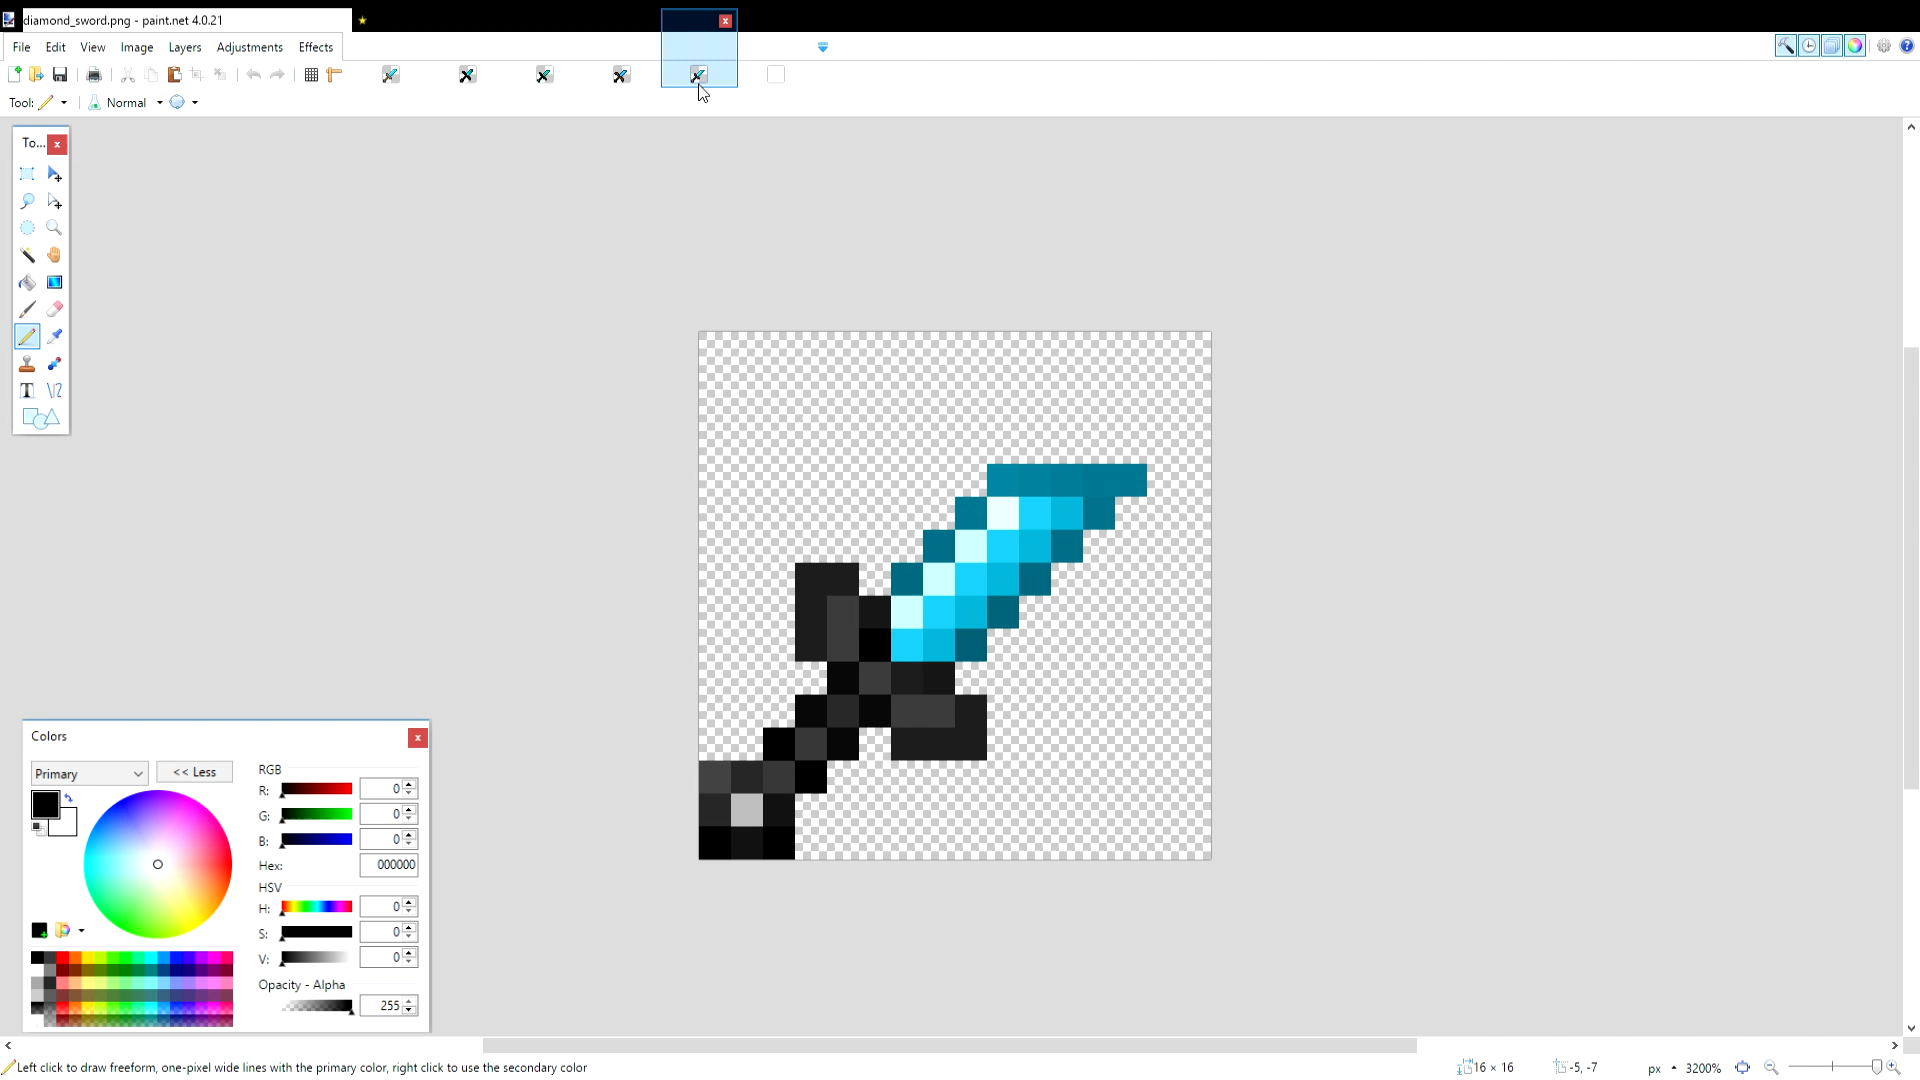 diamond_sword.png - paint.net 4.0.21
File Edit View Image Layers Adjustments Effects
Tool: Normal
To...
Colors
Primary
<< Less
RGB
R: 0
G: 0
B: 0
Hex: 000000
HSV
H: 0
S: 0
V: 0
Opacity - Alpha
255
Left click to draw freeform, one-pixel wide lines with the primary color, right click to use the secondary color
16 × 16
-5, -7
px
3200%